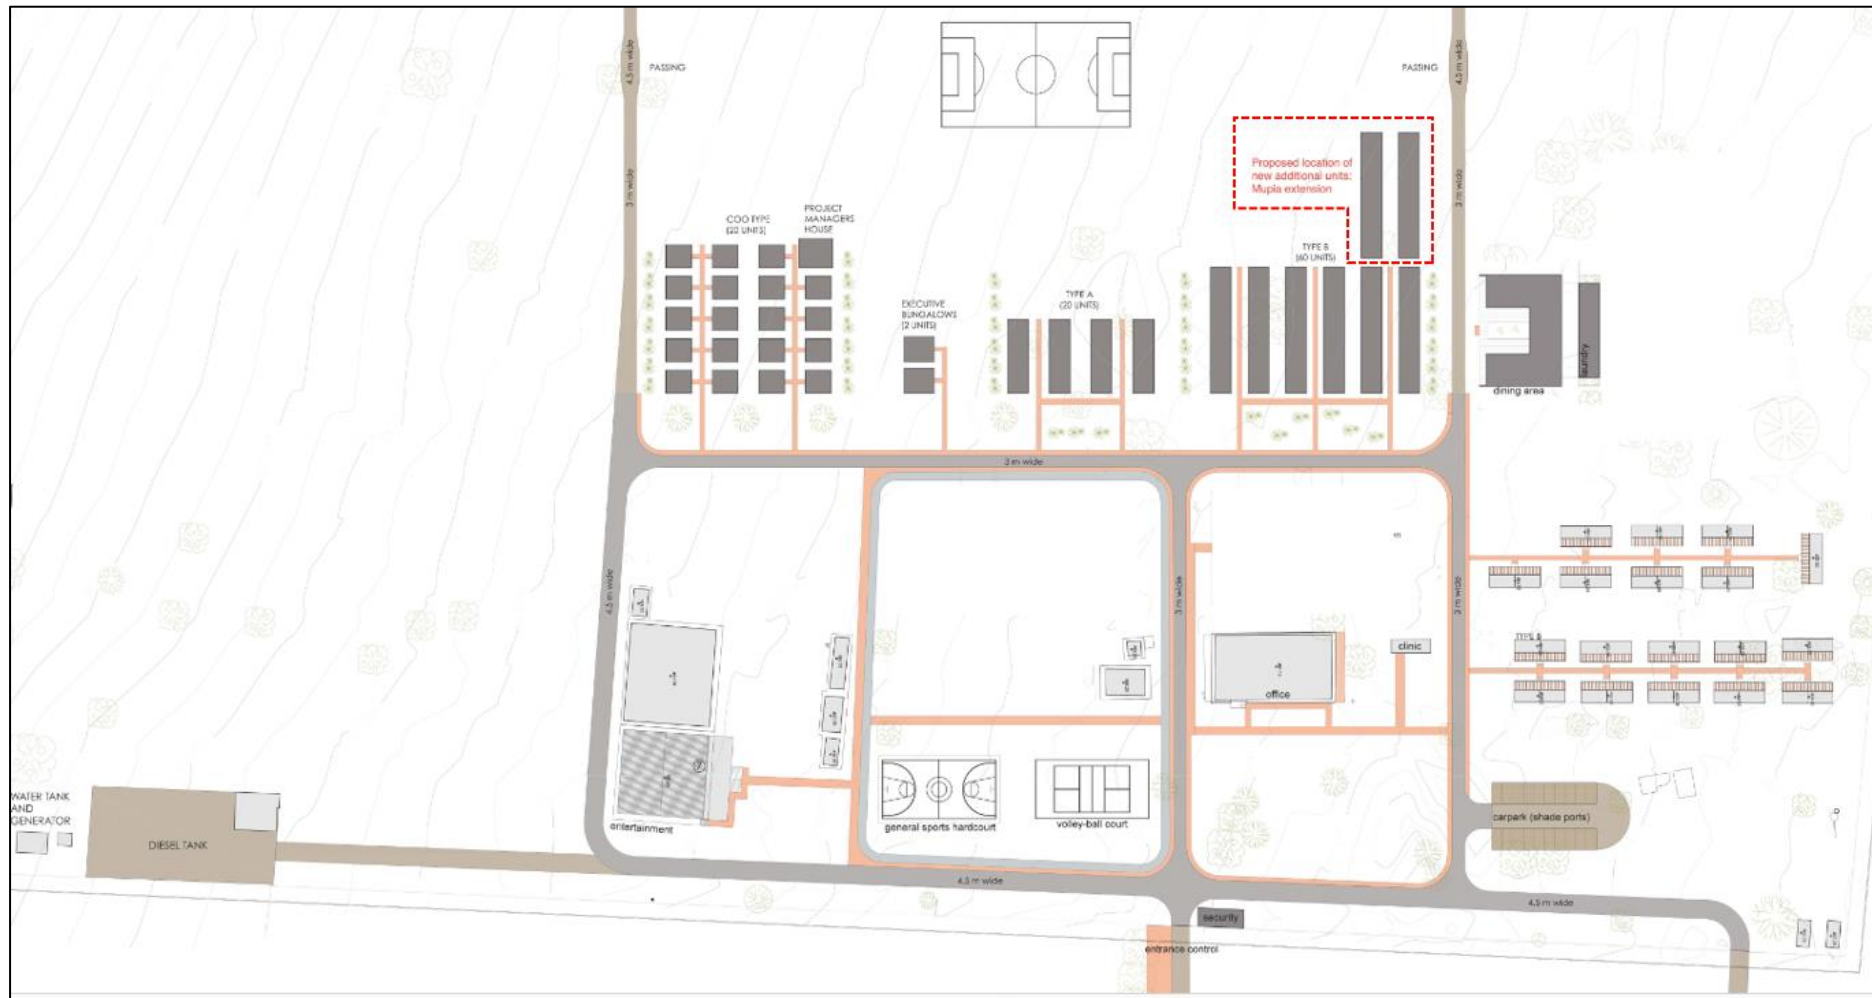 4.5 m wide
PASSING
PASSING
4.5 m wide
3 m wide
3 m wide
Proposed location of
new additional units:
Mupia extension
COO TYPE
(20 UNITS)
PROJECT
MANAGERS
HOUSE
TYPE B
(60 UNITS)
EXECUTIVE
BUNGALOWS
(2 UNITS)
TYPE A
(20 UNITS)
laundry
dining area
3 m wide
4.5 m wide
3 m wide
3 m wide
TYPE B
clinic
office
WATER TANK
AND
GENERATOR
DIESEL TANK
entertainment
general sports hardcourt
volley-ball court
carpark (shade ports)
4.5 m wide
4.5 m wide
security
entrance control